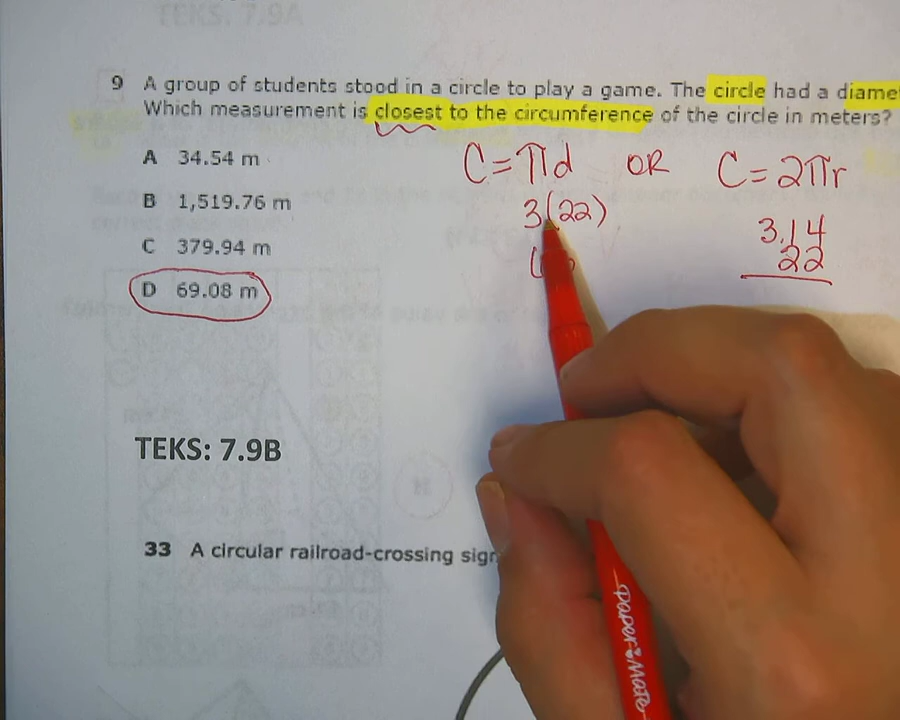 TEKS: 7.9A
9 A group of students stood in a circle to play a game. The circle had a diame
Which measurement is closest to the circumference of the circle in meters?
A 34.54 m
B 1,519.76 m
C 379.94 m
D 69.08 m
C=πd OR C=2πr
3(22)
3.14
22
TEKS: 7.9B
33 A circular railroad-crossing sign
Paper Mate